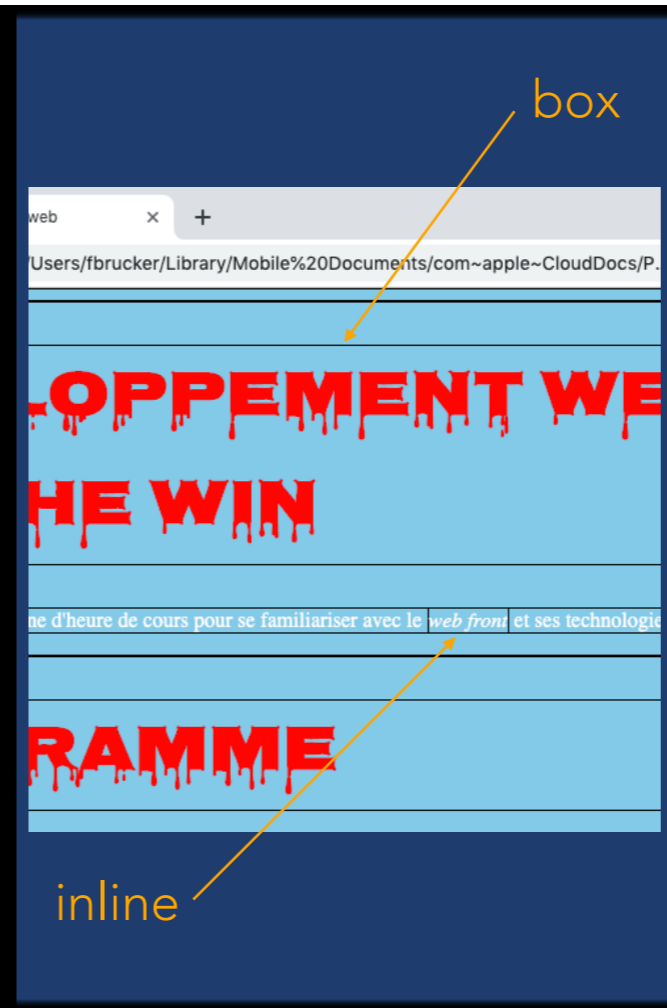 box
web × +
/Users/fbrucker/Library/Mobile%20Documents/com~apple~CloudDocs/P.
LOPPEMENT WE
HE WIN
ne d'heure de cours pour se familiariser avec le web front et ses technologie
RAMME
inline